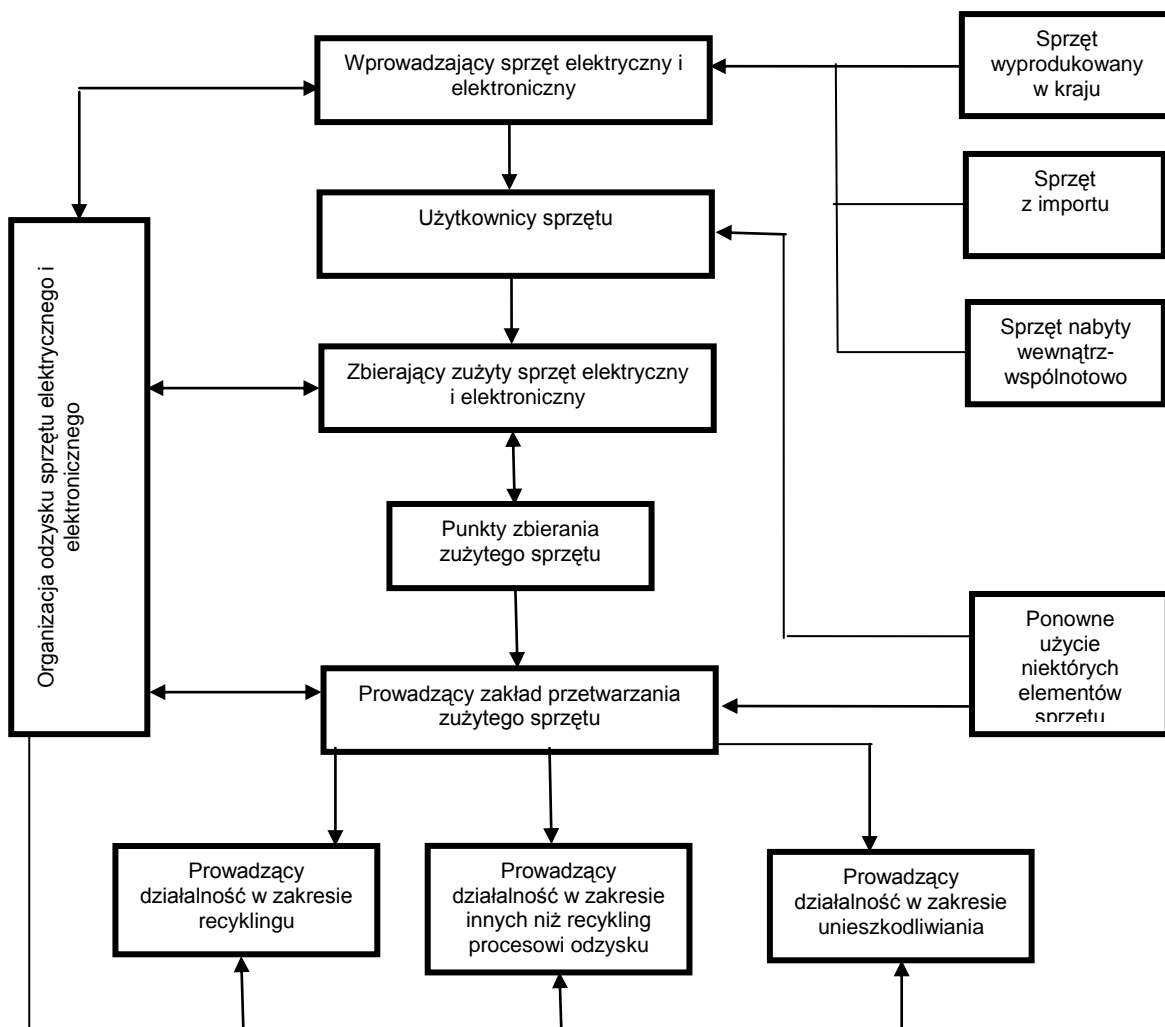 Wprowadzający sprzęt elektryczny i
elektroniczny
Sprzęt
wyprodukowany
w kraju
Użytkownicy sprzętu
Sprzęt
z importu
Organizacja odzysku sprzętu elektrycznego i
elektronicznego
Zbierający zużyty sprzęt elektryczny
i elektroniczny
Sprzęt nabyty
wewnątrz-
wspólnotowo
Punkty zbierania
zużytego sprzętu
Ponowne
użycie
niektórych
elementów
sprzętu
Prowadzący zakład przetwarzania
zużytego sprzętu
Prowadzący
działalność w zakresie
recyklingu
Prowadzący
działalność w zakresie
innych niż recykling
procesowi odzysku
Prowadzący
działalność w zakresie
unieszkodliwiania